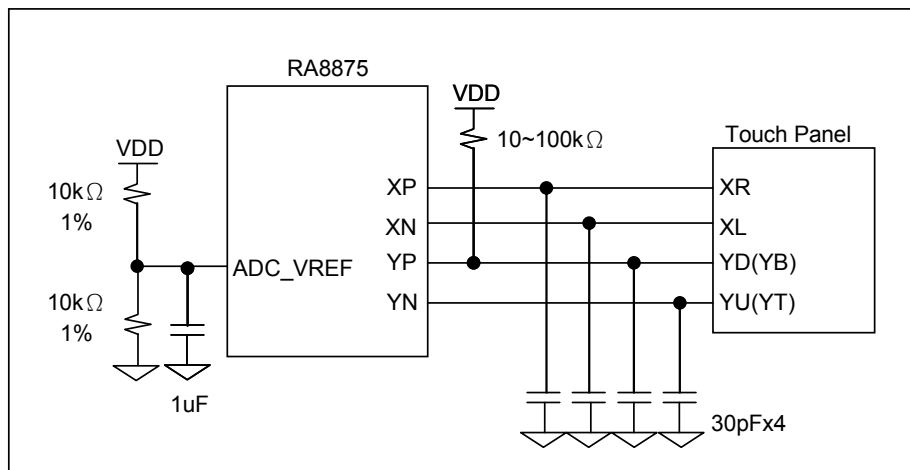 RA8875
VDD
10~100kΩ
Touch Panel
VDD
10kΩ
1%
XP
XR
XN
XL
ADC_VREF
YP
YD(YB)
10kΩ
1%
YN
YU(YT)
1uF
30pFx4